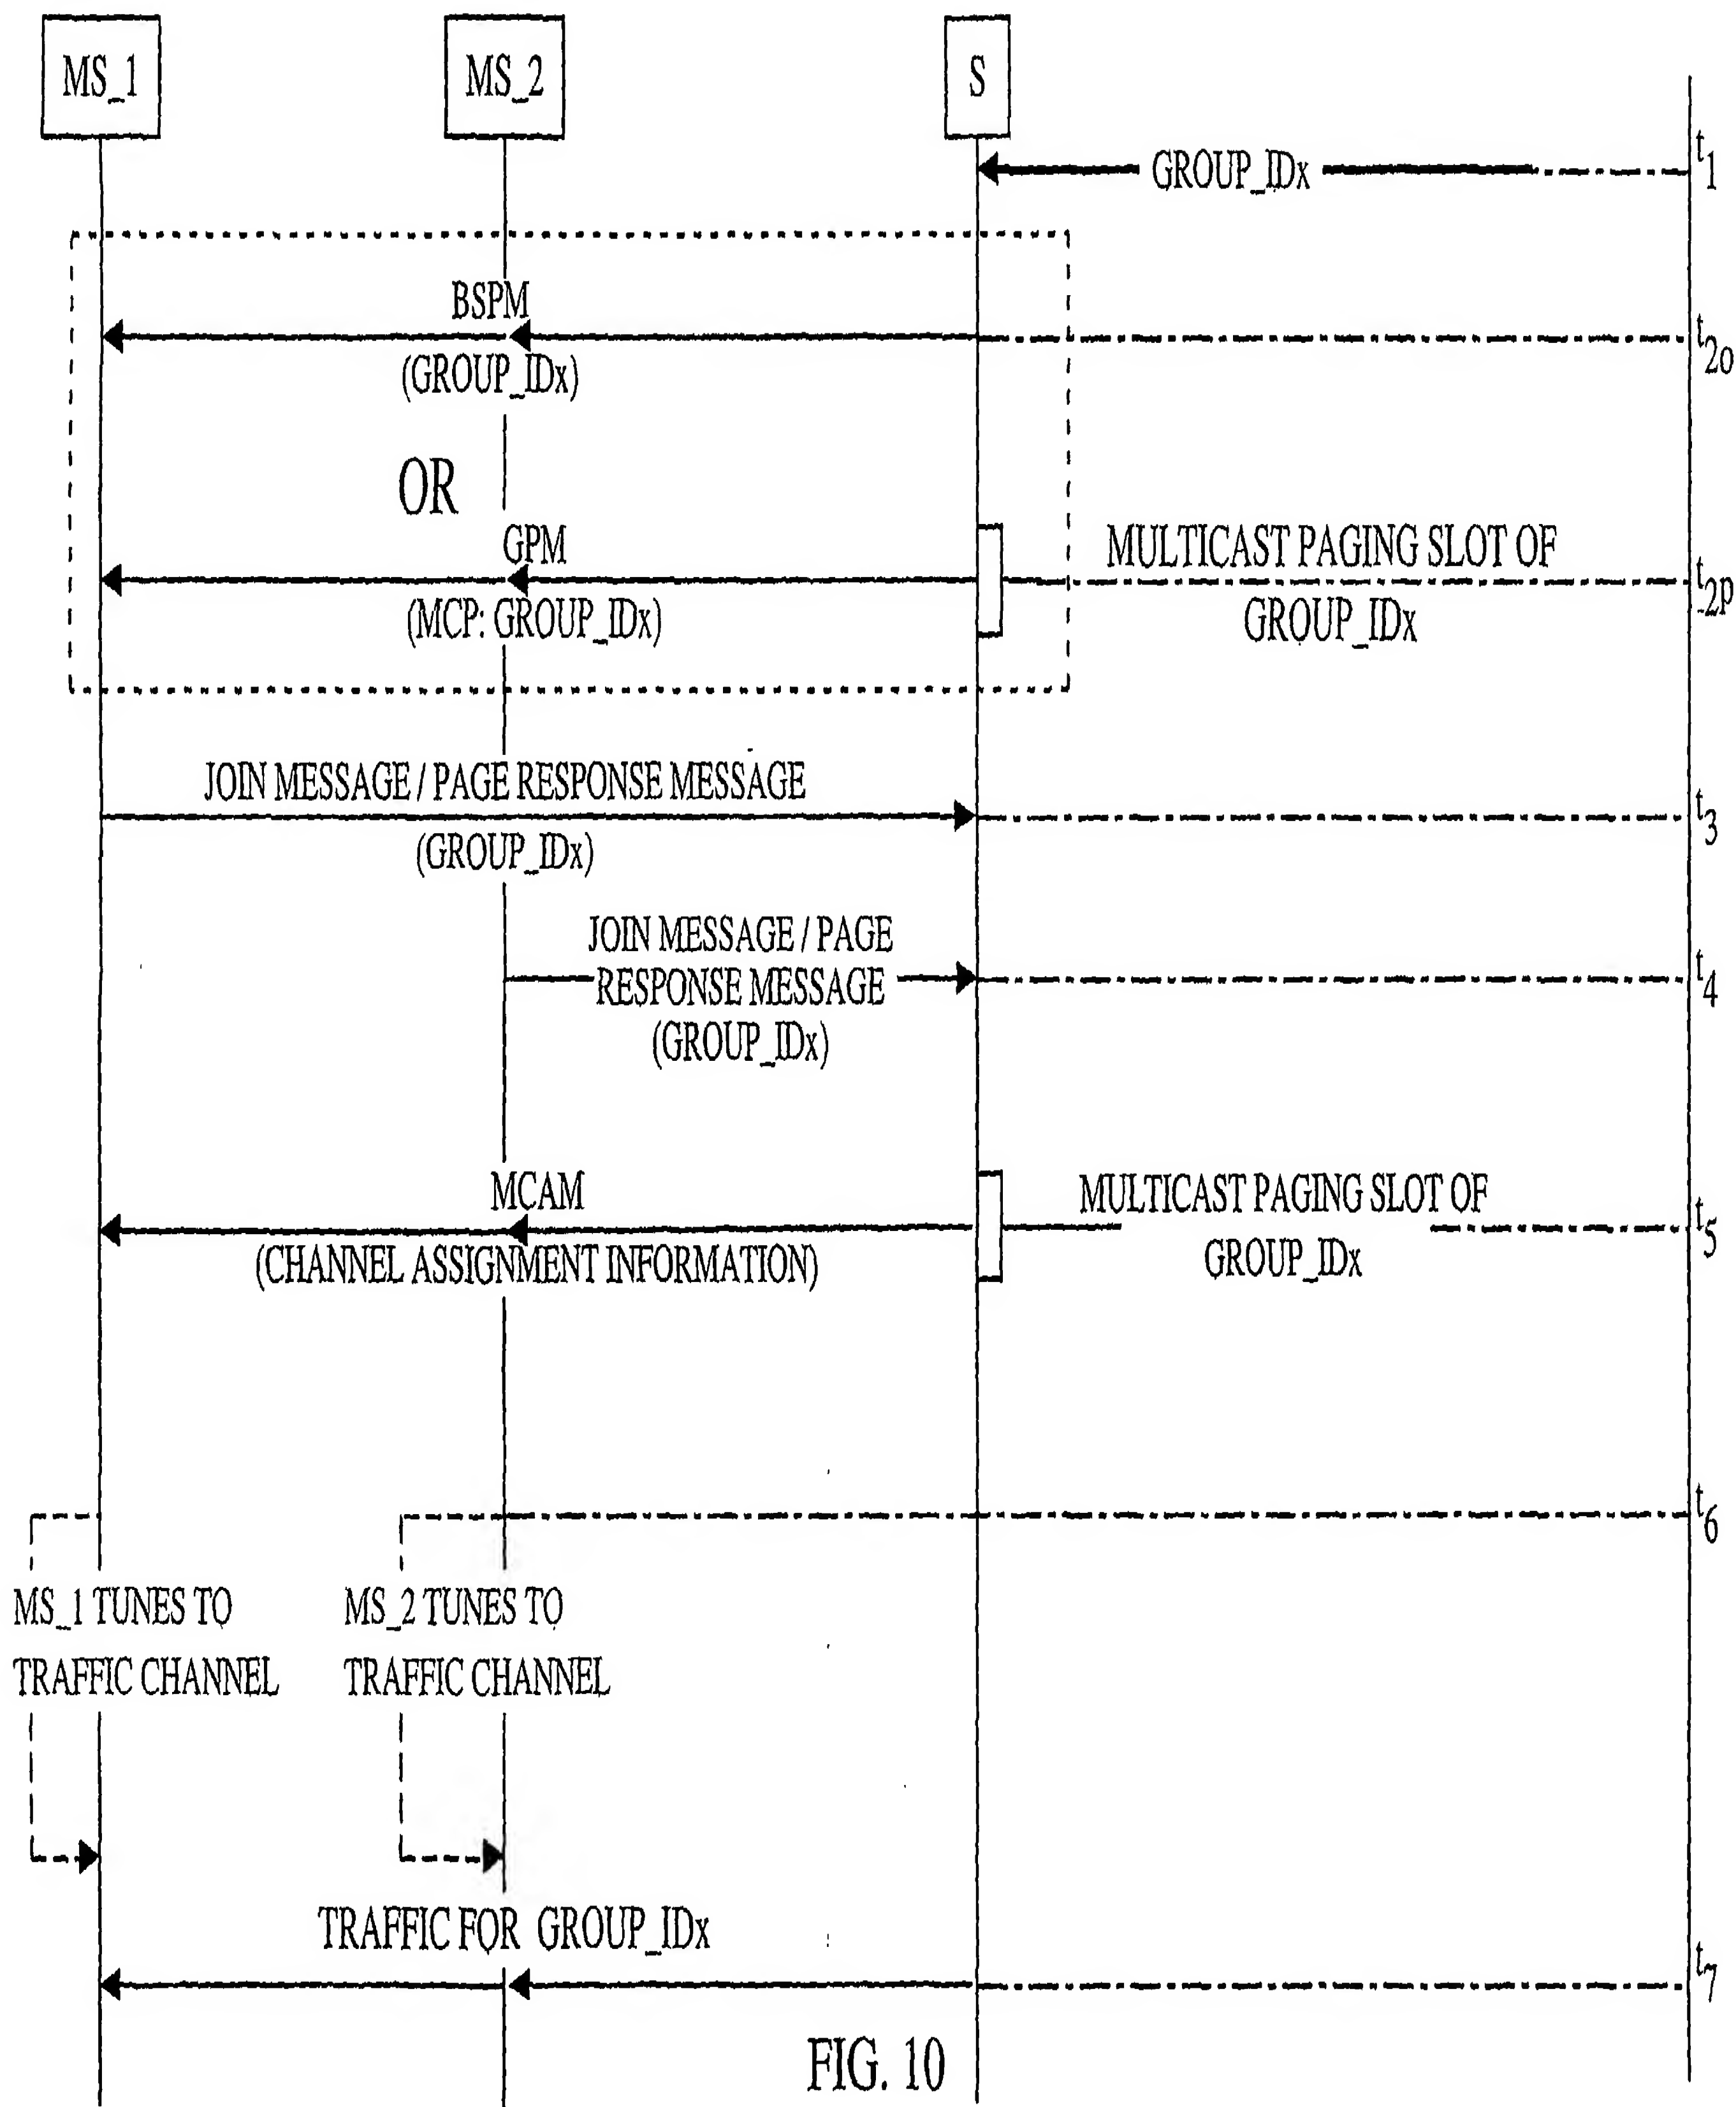 MS_1
MS_2
S
t1
GROUP_IDx
BSPM
t2o
(GROUP_IDx)
OR
GPM
MULTICAST PAGING SLOT OF
t2p
(MCP: GROUP_IDx)
GROUP_IDx
JOIN MESSAGE / PAGE RESPONSE MESSAGE
t3
(GROUP_IDx)
JOIN MESSAGE / PAGE
RESPONSE MESSAGE
t4
(GROUP_IDx)
MCAM
MULTICAST PAGING SLOT OF
t5
(CHANNEL ASSIGNMENT INFORMATION)
GROUP_IDx
t6
MS_1 TUNES TO
TRAFFIC CHANNEL
MS_2 TUNES TO
TRAFFIC CHANNEL
TRAFFIC FOR GROUP_IDx
t7
FIG. 10